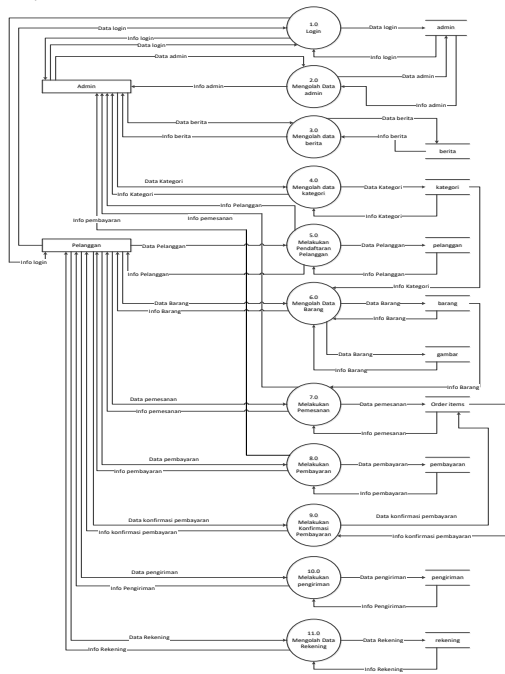 1.0
Login
Data login
Data login
admin
Info login
Data login
Info login
Data admin
2.0
Mengolah Data
admin
Data admin
Admin
Info admin
Info admin
3.0
Mengolah data
berita
Data berita
Data berita
Info berita
Info berita
berita
4.0
Mengolah data
kategori
Data Kategori
Info Kategori
Data Kategori
kategori
Info Kategori
Info Pelanggan
Info pemesanan
Info pembayaran
5.0
Melakukan
Pendaftaran
Pelanggan
Pelanggan
Data Pelanggan
Data Pelanggan
pelanggan
Info login
Info Pelanggan
Info Pelanggan
Info Kategori
6.0
Mengolah Data
Barang
Data Barang
Info Barang
Data Barang
barang
Info Barang
Data Barang
gambar
Info Barang
Info Barang
7.0
Melakukan
Pemesanan
Data pemesanan
Info pemesanan
Data pemesanan
Order items
Info pemesanan
8.0
Melakukan
Pembayaran
Data pembayaran
Info pembayaran
Data pembayaran
pembayaran
Info pembayaran
9.0
Melakukan
Konfirmasi
Pembayaran
Data konfirmasi pembayaran
Data konfirmasi pembayaran
Info konfirmasi pembayaran
Info konfirmasi pembayaran
10.0
Melakukan
pengiriman
Data pengiriman
Info Pengiriman
Data pengiriman
pengiriman
Info Pengiriman
11.0
Mengolah Data
Rekening
Data Rekening
Info Rekening
Data Rekening
rekening
Info Rekening